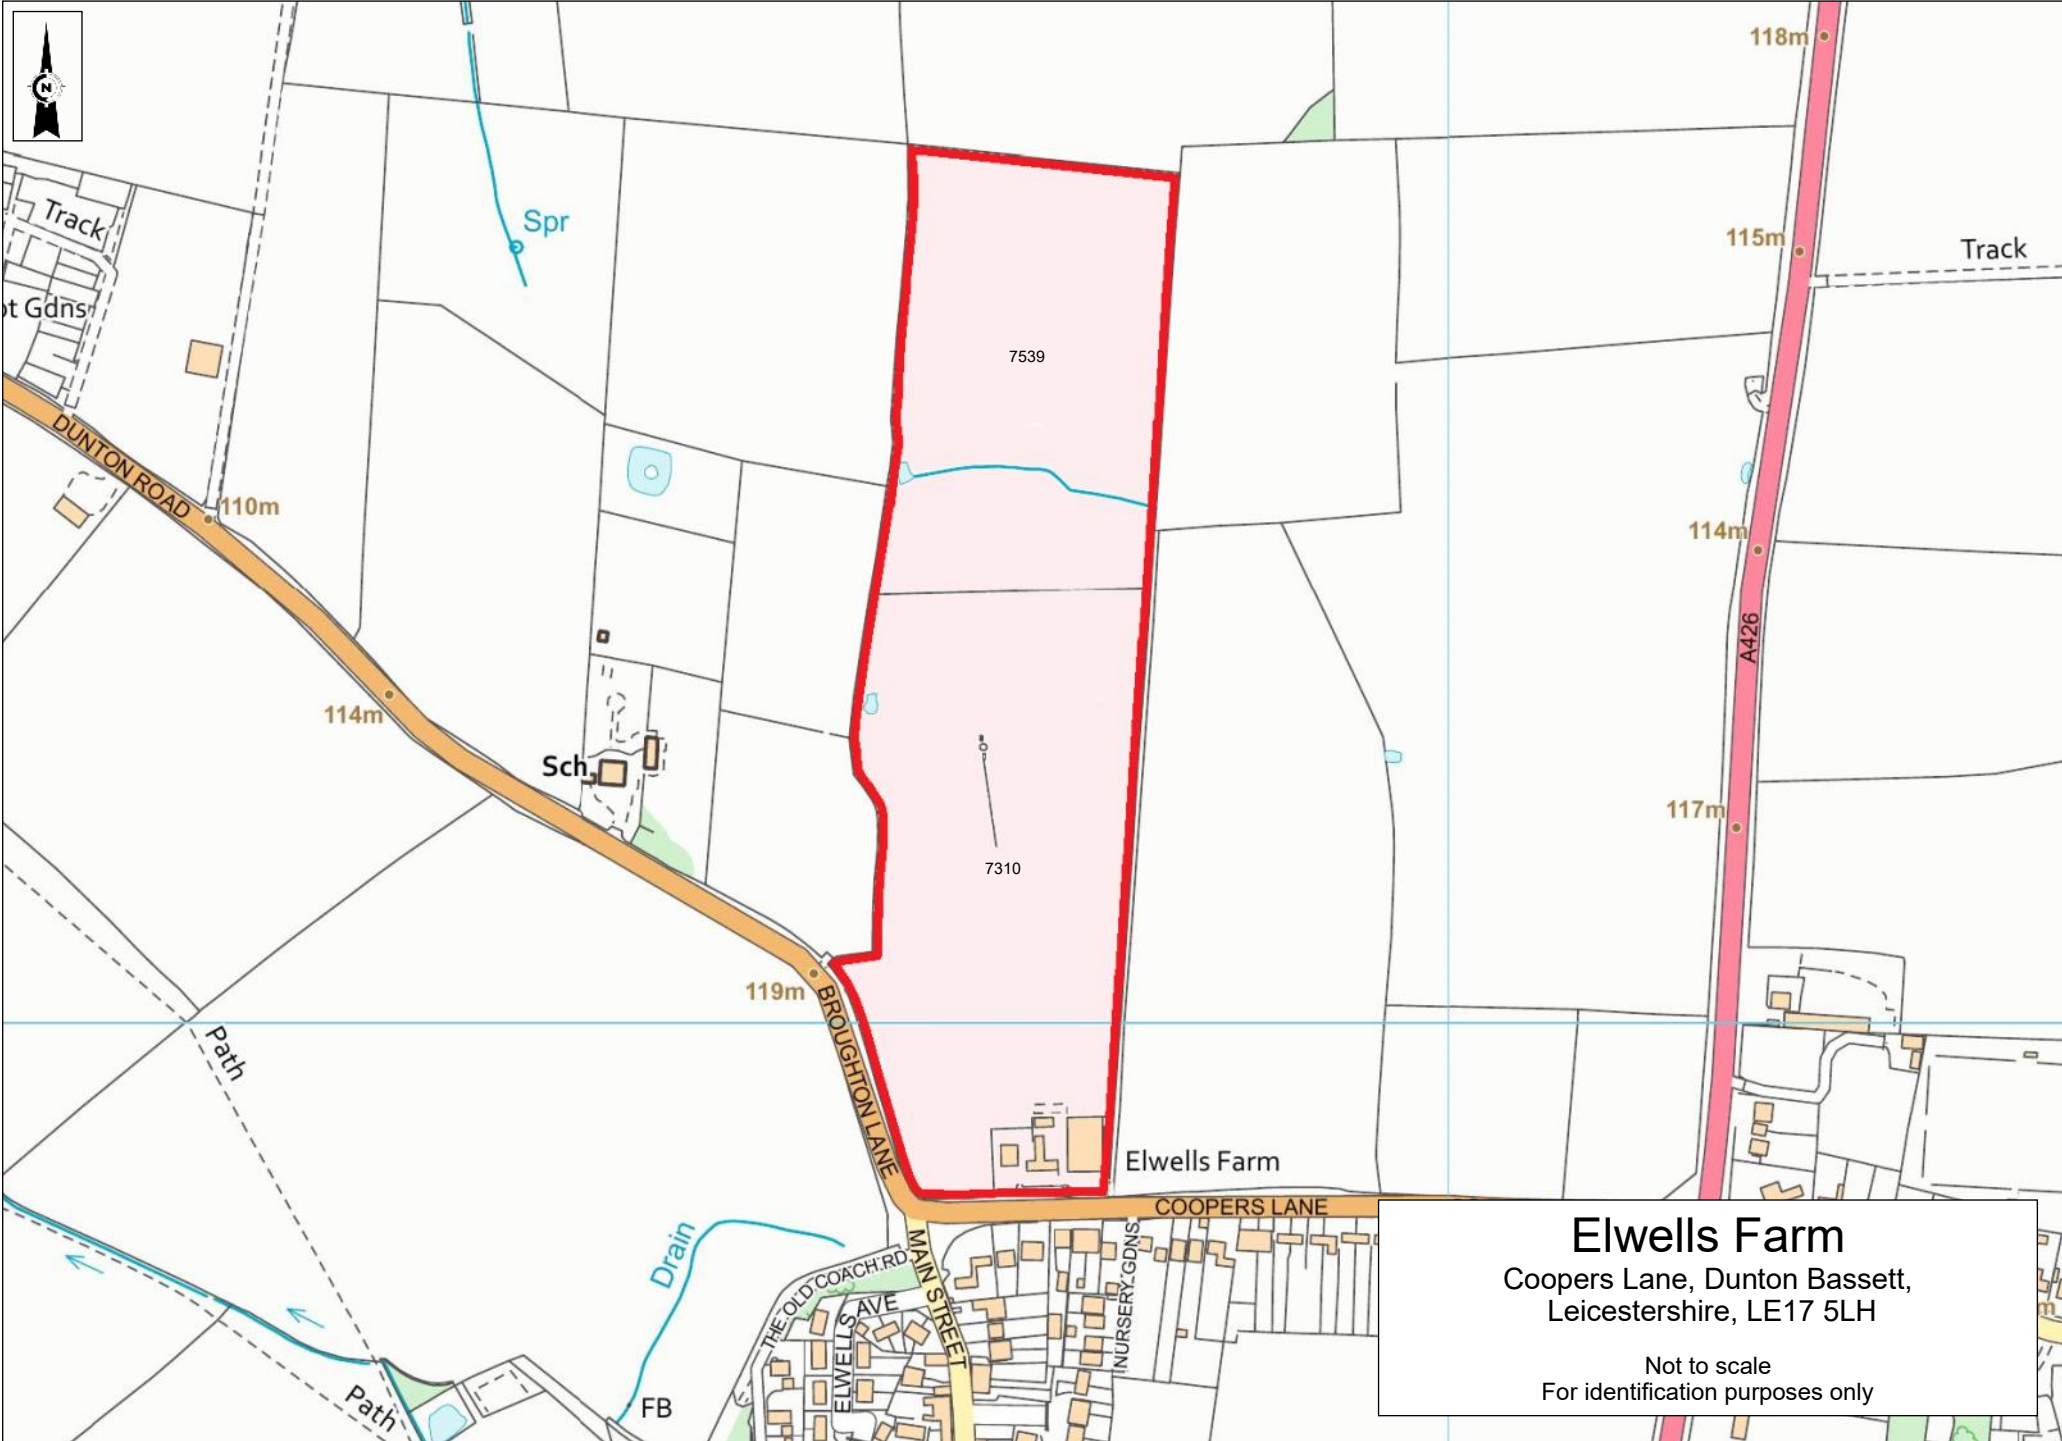 N
118m
Track
Spr
115m
Track
ot Gdns
7539
DUNTON ROAD
110m
114m
A426
114m
Sch
117m
7310
119m
BROUGHTON LANE
Path
Elwells Farm
COOPERS LANE
Drain
THE OLD COACH RD
MAIN STREET
NURSERY GDNS
ELWELLS AVE
FB
Path
Elwells Farm
Coopers Lane, Dunton Bassett,
Leicestershire, LE17 5LH
Not to scale
For identification purposes only
m